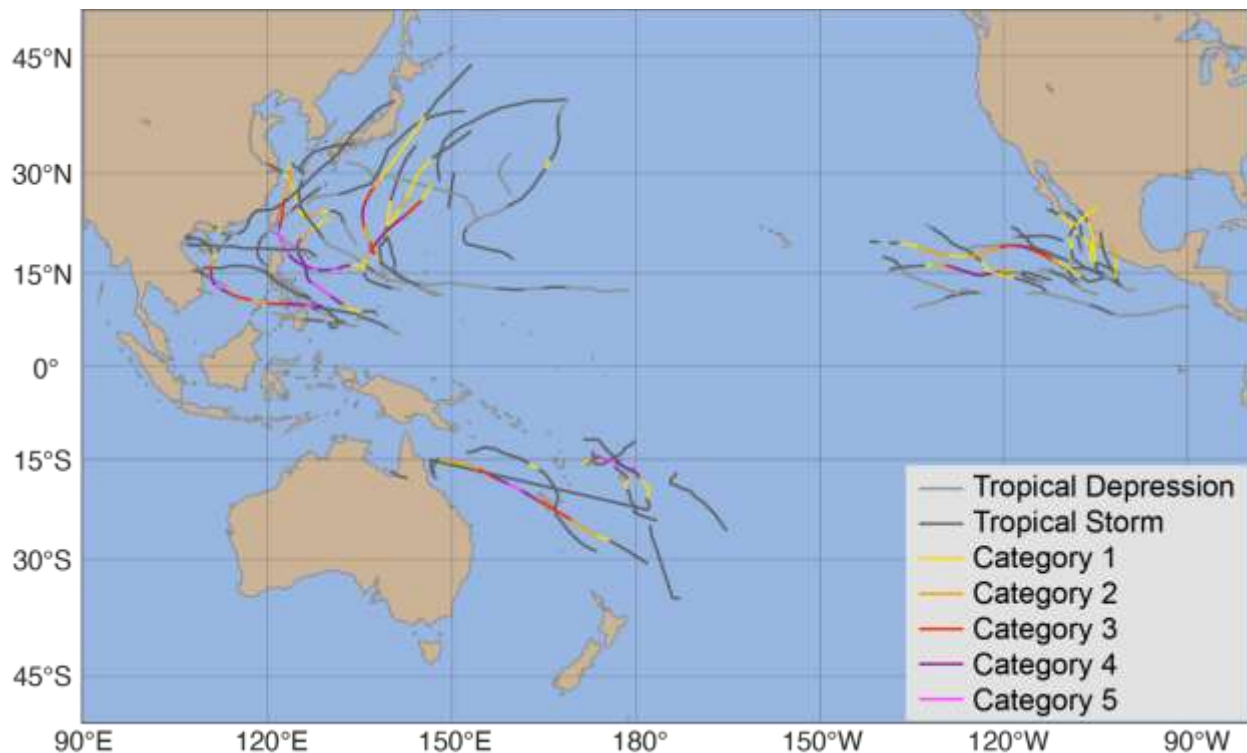 45°N
30°N
15°N
0°
15°S
30°S
45°S
90°E 120°E 150°E 180° 150°W 120°W 90°W
Tropical Depression
Tropical Storm
Category 1
Category 2
Category 3
Category 4
Category 5